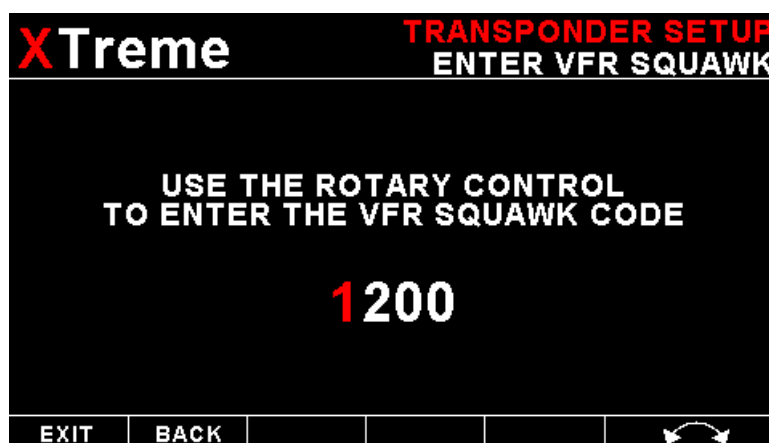 XTreme
TRANSPONDER SETUP
ENTER VFR SQUAWK
USE THE ROTARY CONTROL
TO ENTER THE VFR SQUAWK CODE
1200
EXIT BACK